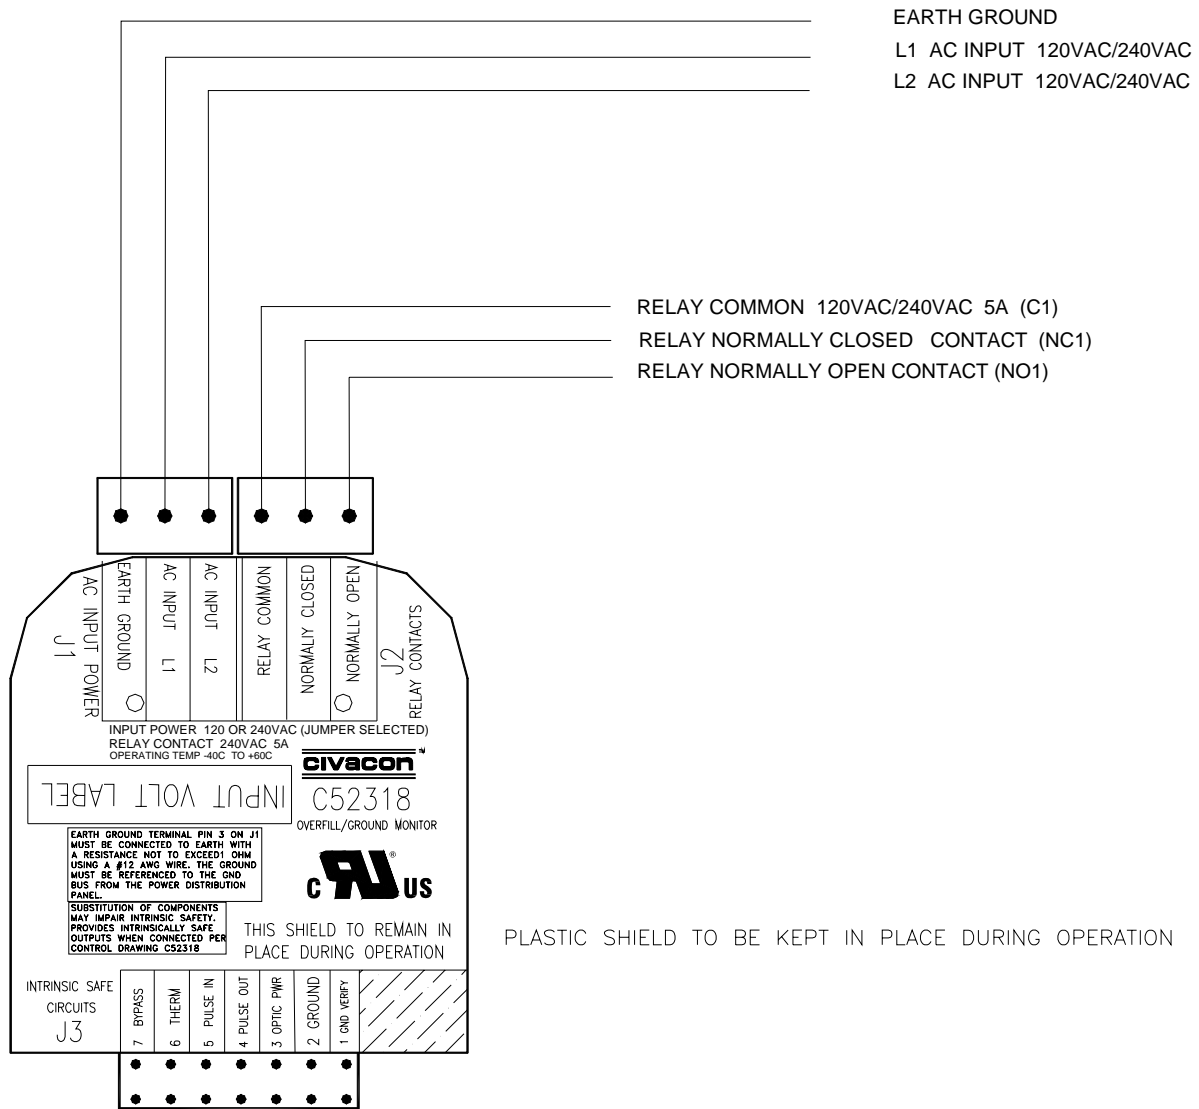 EARTH GROUND
L1 AC INPUT 120VAC/240VAC
L2 AC INPUT 120VAC/240VAC
RELAY COMMON 120VAC/240VAC 5A (C1)
RELAY NORMALLY CLOSED CONTACT (NC1)
RELAY NORMALLY OPEN CONTACT (NO1)
J1
AC INPUT POWER
EARTH GROUND
AC INPUT L1
AC INPUT L2
RELAY COMMON
NORMALIY CLOSED
NORMALLY OPEN
J2
RELAY CONTACTS
INPUT POWER 120 OR 240VAC (JUMPER SELECTED)
RELAY CONTACT 240VAC 5A
OPERATING TEMP -40C TO +60C
civacon
INPUT VOLT LABEL
C52318
OVERFILL/GROUND MONITOR
EARTH GROUND TERMINAL PIN 3 ON J1
MUST BE CONNECTED TO EARTH WITH
A RESISTANCE NOT TO EXCEED1 OHM
USING A #12 AWG WIRE. THE GROUND
MUST BE REFERENCED TO THE GND
BUS FROM THE POWER DISTRIBUTION
PANEL.
C RU® US
SUBSTITUTION OF COMPONENTS
MAY IMPAIR INTRINSIC SAFETY.
PROVIDES INTRINSICALLY SAFE
OUTPUTS WHEN CONNECTED PER
CONTROL DRAWING C52318
THIS SHIELD TO REMAIN IN
PLACE DURING OPERATION
PLASTIC SHIELD TO BE KEPT IN PLACE DURING OPERATION
INTRINSIC SAFE
CIRCUITS
J3
7 BYPASS
6 THERM
5 PULSE IN
4 PULSE OUT
3 OPTIC PWR
2 GROUND
1 GND VERIFY